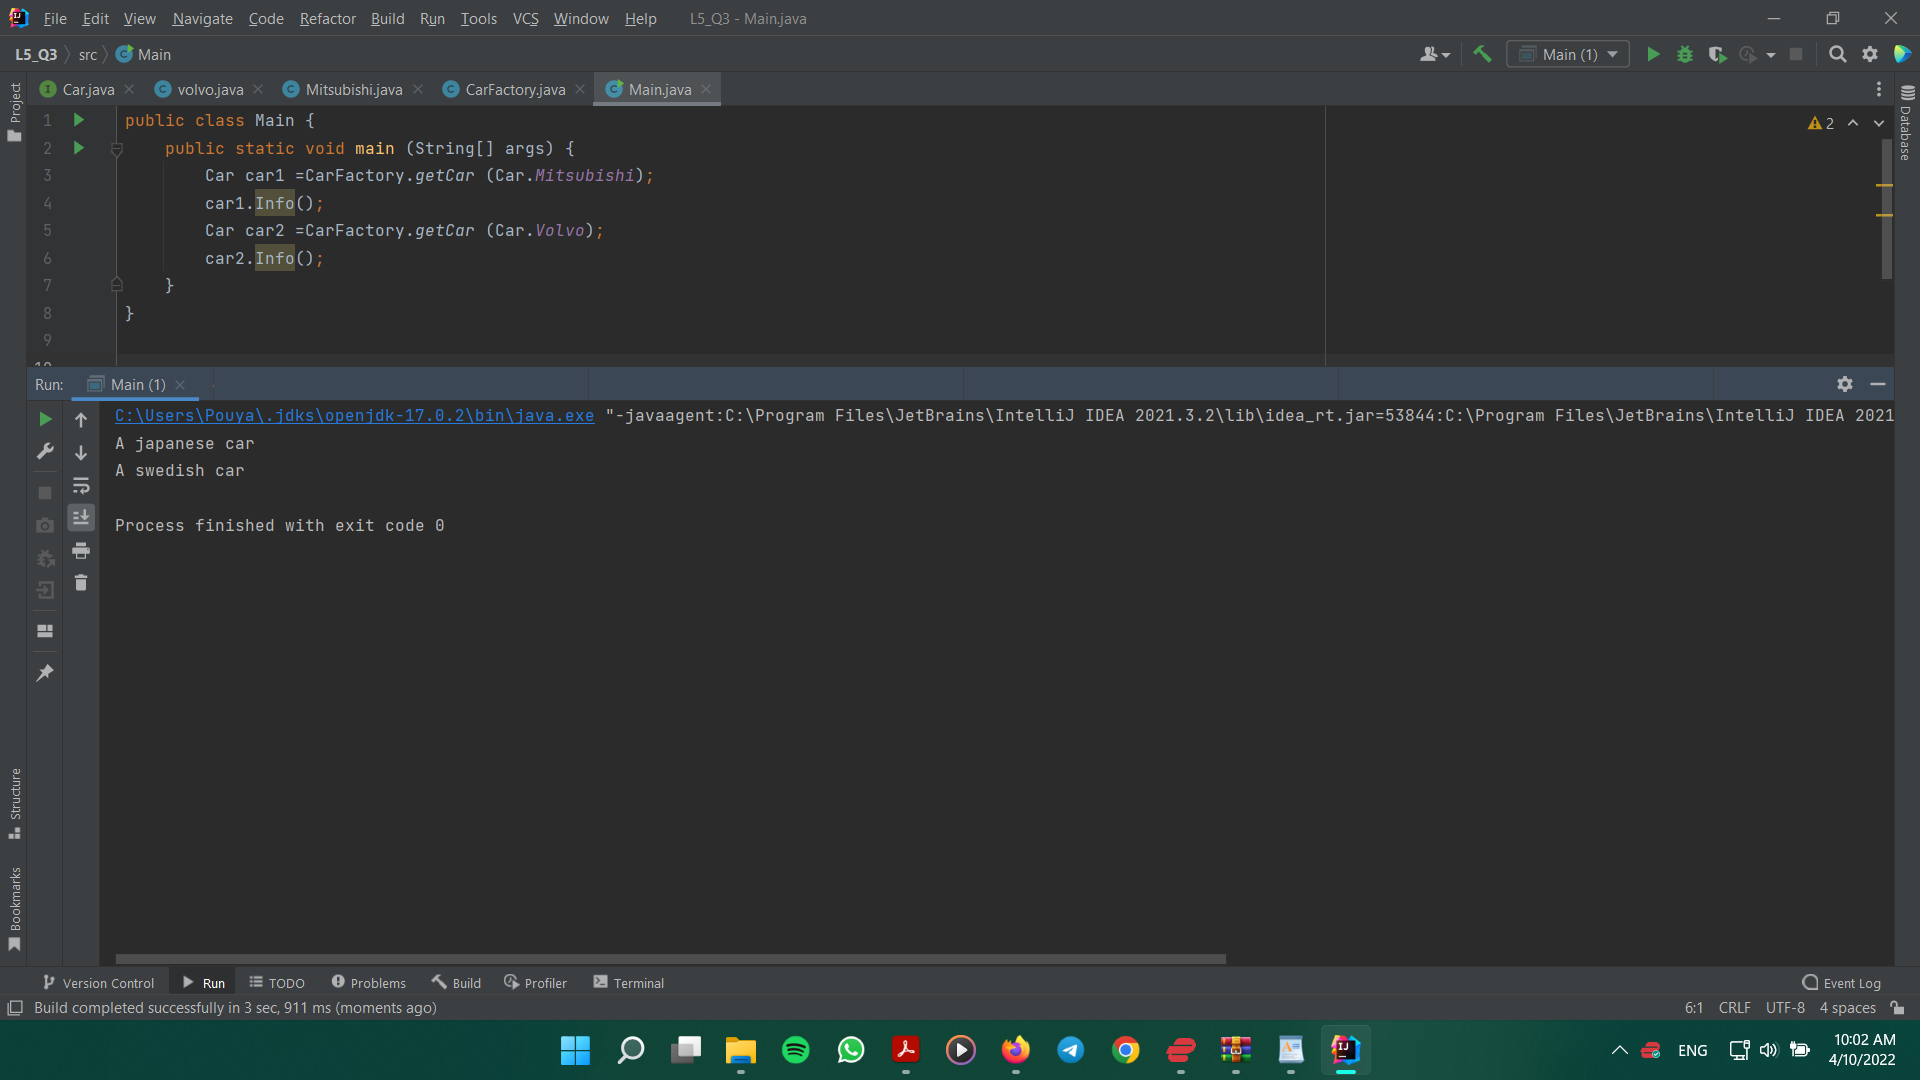 File Edit View Navigate Code Refactor Build Run Tools VCS Window Help L5_Q3 - Main.java
L5_Q3 src Main Main (1)
Project
Car.java volvo.java Mitsubishi.java CarFactory.java Main.java
Database
1 public class Main {
2 public static void main (String[] args) {
3 Car car1 =CarFactory.getCar (Car.Mitsubishi);
4 car1.Info();
5 Car car2 =CarFactory.getCar (Car.Volvo);
6 car2.Info();
7 }
8 }
9
2
Run: Main (1)
C:\Users\Pouya\.jdks\openjdk-17.0.2\bin\java.exe "-javaagent:C:\Program Files\JetBrains\IntelliJ IDEA 2021.3.2\lib\idea_rt.jar=53844:C:\Program Files\JetBrains\IntelliJ IDEA 2021
A japanese car
A swedish car
Process finished with exit code 0
Structure
Bookmarks
Version Control Run TODO Problems Build Profiler Terminal Event Log
Build completed successfully in 3 sec, 911 ms (moments ago) 6:1 CRLF UTF-8 4 spaces
ENG 10:02 AM
4/10/2022